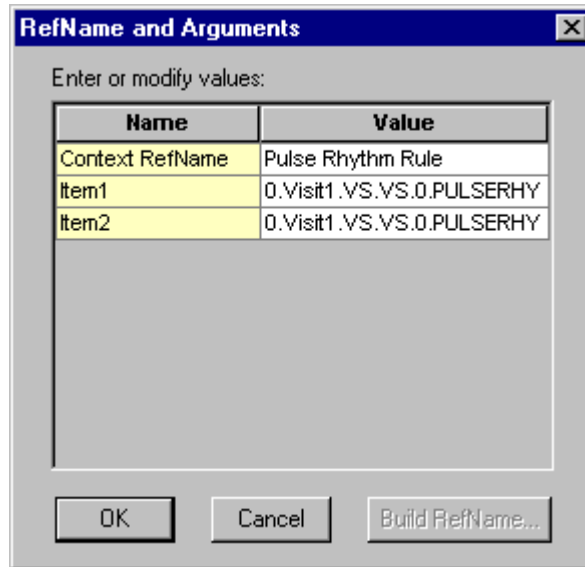 RefName and Arguments
Enter or modify values:
Name Value
Context RefName Pulse Rhythm Rule
Item1 0.Visit1.VS.VS.0.PULSERHY
Item2 0.Visit1.VS.VS.0.PULSERHY
OK Cancel Build RefName...